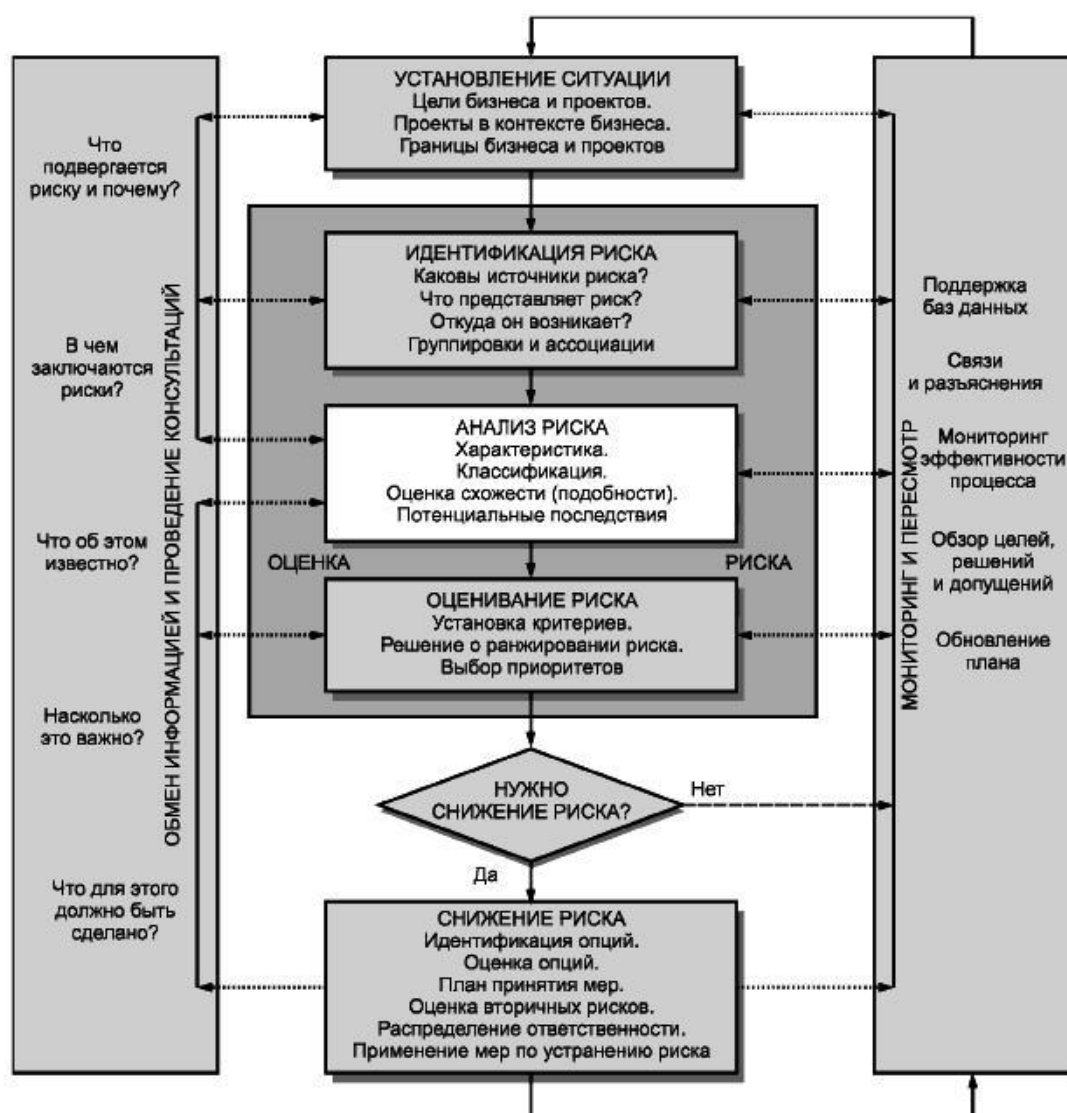 УСТАНОВЛЕНИЕ СИТУАЦИИ
Цели бизнеса и проектов.
Проекты в контексте бизнеса.
Границы бизнеса и проектов
ИДЕНТИФИКАЦИЯ РИСКА
Каковы источники риска?
Что представляет риск?
Откуда он возникает?
Группировки и ассоциации
АНАЛИЗ РИСКА
Характеристика.
Классификация.
Оценка схожести (подобности).
Потенциальные последствия
ОЦЕНКА
РИСКА
ОЦЕНИВАНИЕ РИСКА
Установка критериев.
Решение о ранжировании риска.
Выбор приоритетов
НУЖНО
СНИЖЕНИЕ РИСКА?
Нет
Да
СНИЖЕНИЕ РИСКА
Идентификация опций.
Оценка опций.
План принятия мер.
Оценка вторичных рисков.
Распределение ответственности.
Применение мер по устранению риска
Что
подвергается
риску и почему?
В чем
заключаются
риски?
Что об этом
известно?
Насколько
это важно?
Что для этого
должно быть
сделано?
ОБМЕН ИНФОРМАЦИЕЙ И ПРОВЕДЕНИЕ КОНСУЛЬТАЦИЙ
Поддержка
баз данных
Связи
и разъяснения
Мониторинг
эффективности
процесса
Обзор целей,
решений
и допущений
Обновление
плана
МОНИТОРИНГ И ПЕРЕСМОТР